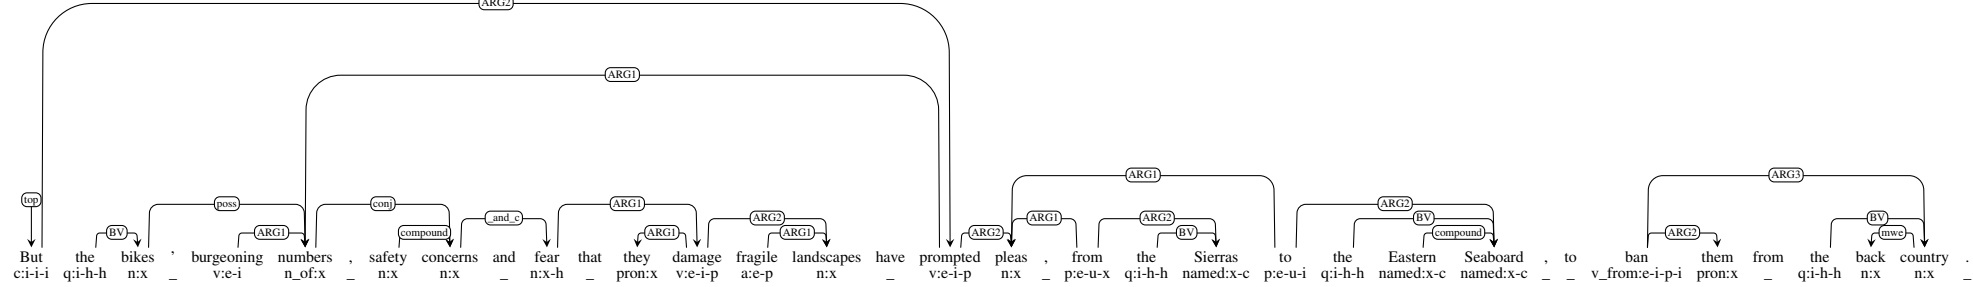 ARG2
ARG1
ARG1 ARG3
top poss conj ARG1 ARG2
_and_c ARG2 ARG1 ARG2 BV BV
BV ARG1 compound ARG1 ARG1 ARG2 BV compound ARG2 mwe
But the bikes ' burgeoning numbers , safety concerns and fear that they damage fragile landscapes have prompted pleas , from the Sierras to the Eastern Seaboard , to ban them from the back country .
c:i-i-i q:i-h-h n:x _ v:e-i n_of:x _ n:x n:x _ n:x-h _ pron:x v:e-i-p a:e-p n:x _ v:e-i-p n:x _ p:e-u-x q:i-h-h named:x-c p:e-u-i q:i-h-h named:x-c named:x-c _ _ v_from:e-i-p-i pron:x _ q:i-h-h n:x n:x _